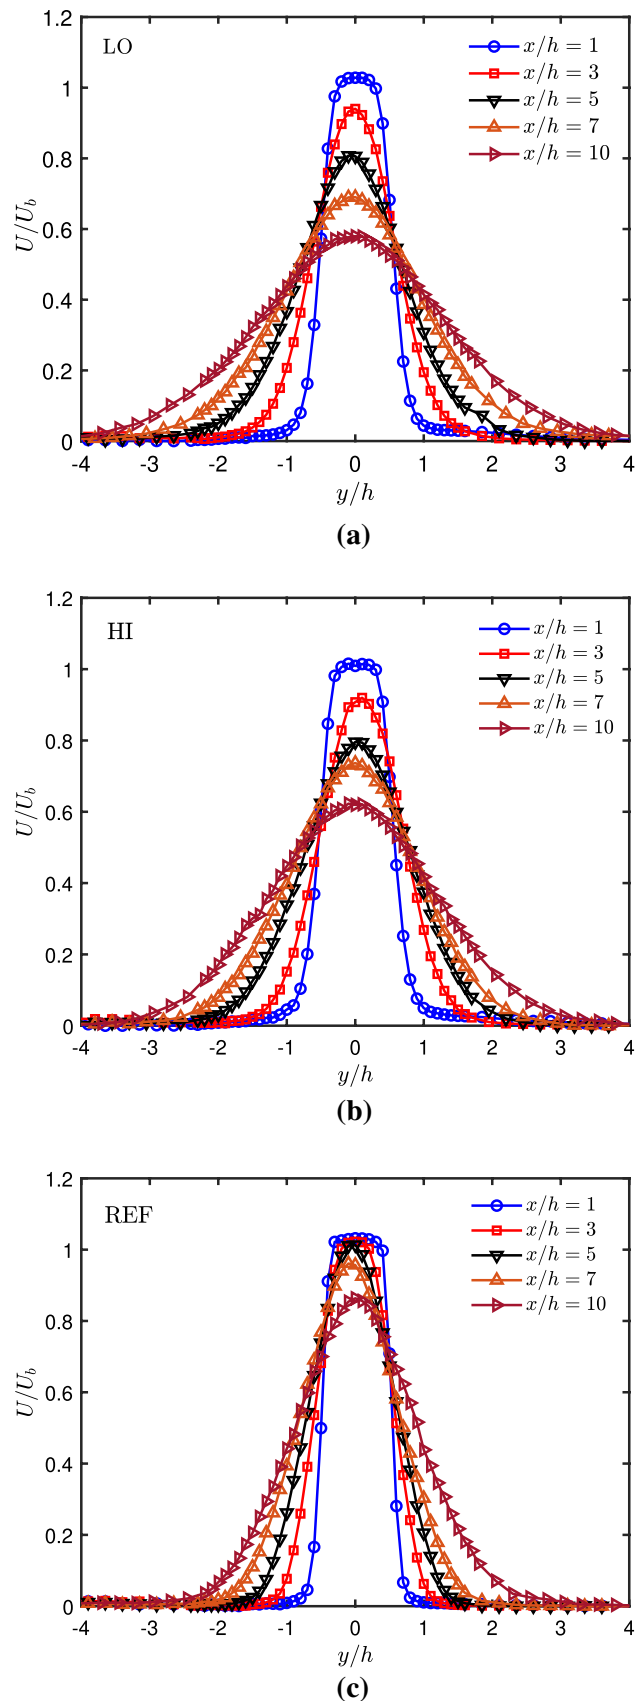 1.2
LO
x/h = 1
x/h = 3
x/h = 5
x/h = 7
x/h = 10
1
0.8
0.6
0.4
0.2
0
U/U_b
-4 -3 -2 -1 0 1 2 3 4
y/h
(a)
1.2
HI
x/h = 1
x/h = 3
x/h = 5
x/h = 7
x/h = 10
1
0.8
0.6
0.4
0.2
0
U/U_b
-4 -3 -2 -1 0 1 2 3 4
y/h
(b)
1.2
REF
x/h = 1
x/h = 3
x/h = 5
x/h = 7
x/h = 10
1
0.8
0.6
0.4
0.2
0
U/U_b
-4 -3 -2 -1 0 1 2 3 4
y/h
(c)